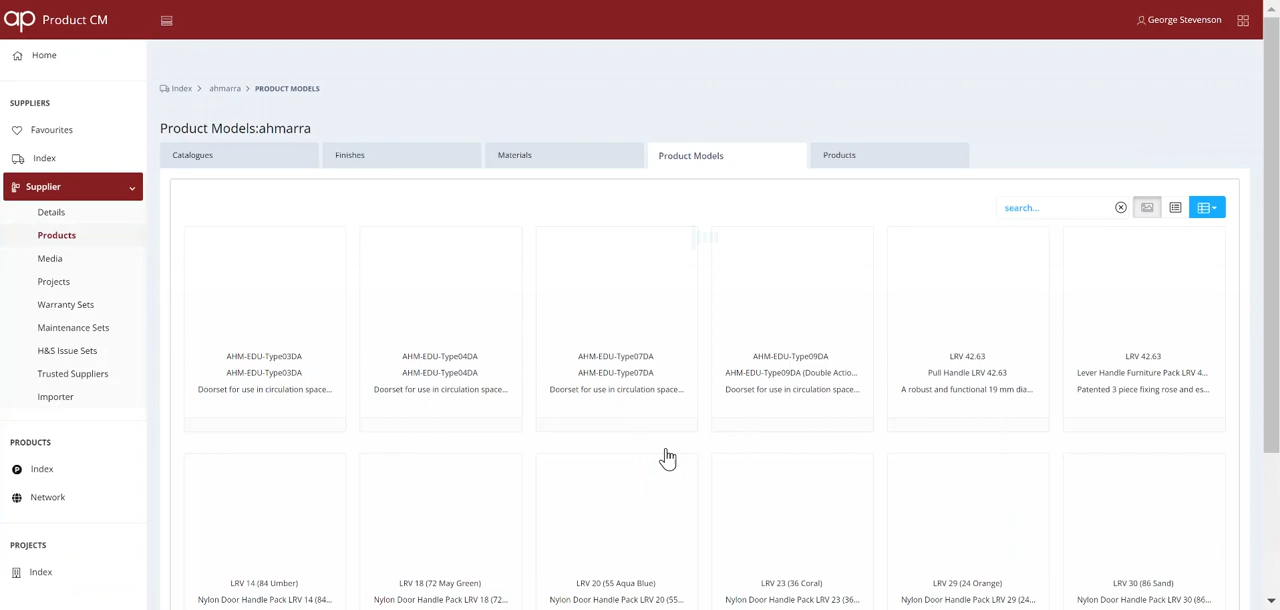 ap Product CM
George Stevenson
Home
SUPPLIERS
Favourites
Index
Supplier
Details
Products
Media
Projects
Warranty Sets
Maintenance Sets
H&S Issue Sets
Trusted Suppliers
Importer
PRODUCTS
Index
Network
PROJECTS
Index
Index > ahmarra > PRODUCT MODELS
Product Models:ahmarra
Catalogues
Finishes
Materials
Product Models
Products
search...
AHM-EDU-Type03DA
AHM-EDU-Type03DA
Doorset for use in circulation space...
AHM-EDU-Type04DA
AHM-EDU-Type04DA
Doorset for use in circulation space...
AHM-EDU-Type07DA
AHM-EDU-Type07DA
Doorset for use in circulation space...
AHM-EDU-Type09DA
AHM-EDU-Type09DA (Double Actio...
Doorset for use in circulation space...
LRV 42.63
Pull Handle LRV 42.63
A robust and functional 19 mm dia...
LRV 42.63
Lever Handle Furniture Pack LRV 4...
Patented 3 piece fixing rose and es...
LRV 14 (84 Umber)
Nylon Door Handle Pack LRV 14 (84...
LRV 18 (72 May Green)
Nylon Door Handle Pack LRV 18 (72...
LRV 20 (55 Aqua Blue)
Nylon Door Handle Pack LRV 20 (55...
LRV 23 (36 Coral)
Nylon Door Handle Pack LRV 23 (36...
LRV 29 (24 Orange)
Nylon Door Handle Pack LRV 29 (24...
LRV 30 (86 Sand)
Nylon Door Handle Pack LRV 30 (86...